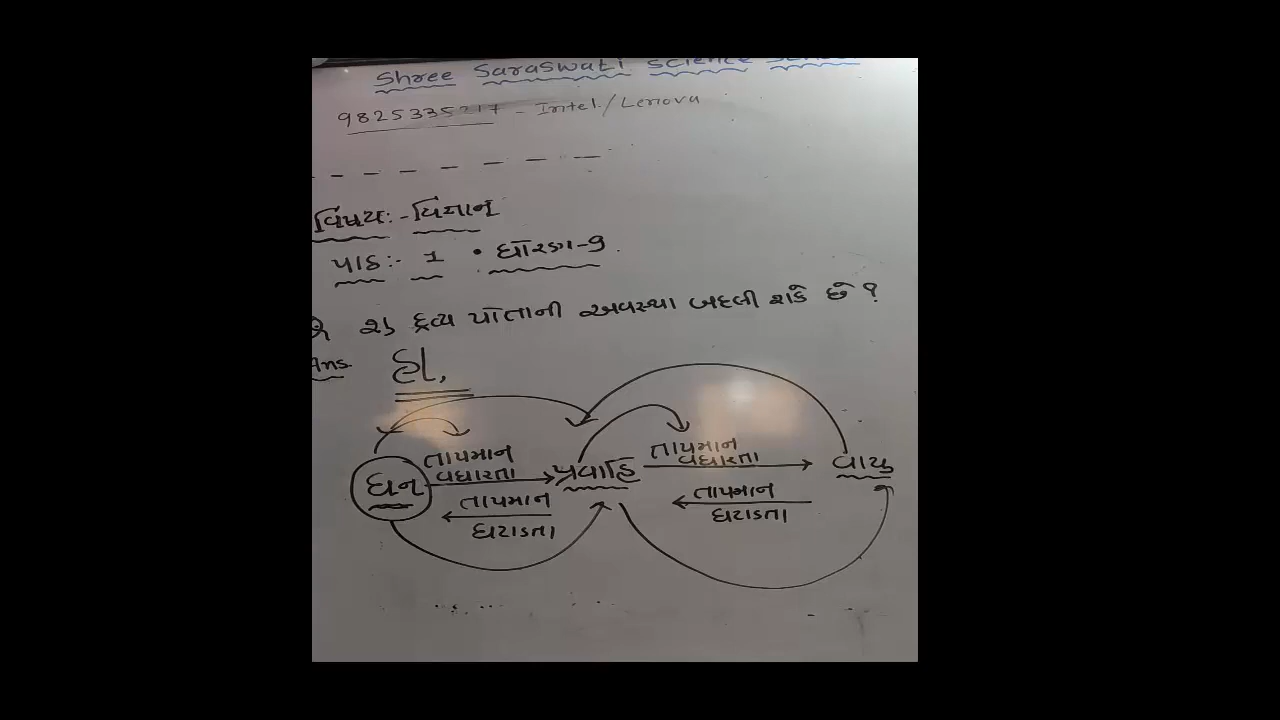 Shree Saraswati Science
9825335217 - Intel/Lenova
વિષય:- વિજ્ઞાન
પાઠ:- 1 • ધોરણ-9
શું દ્રવ્ય પોતાની અવસ્થા બદલી શકે છે ?
Ans. હા,
તાપમાન તાપમાન
વધારતા વધારતા
ઘન પ્રવાહિ વાયુ
તાપમાન તાપમાન
ઘટાડતા ઘટાડતા